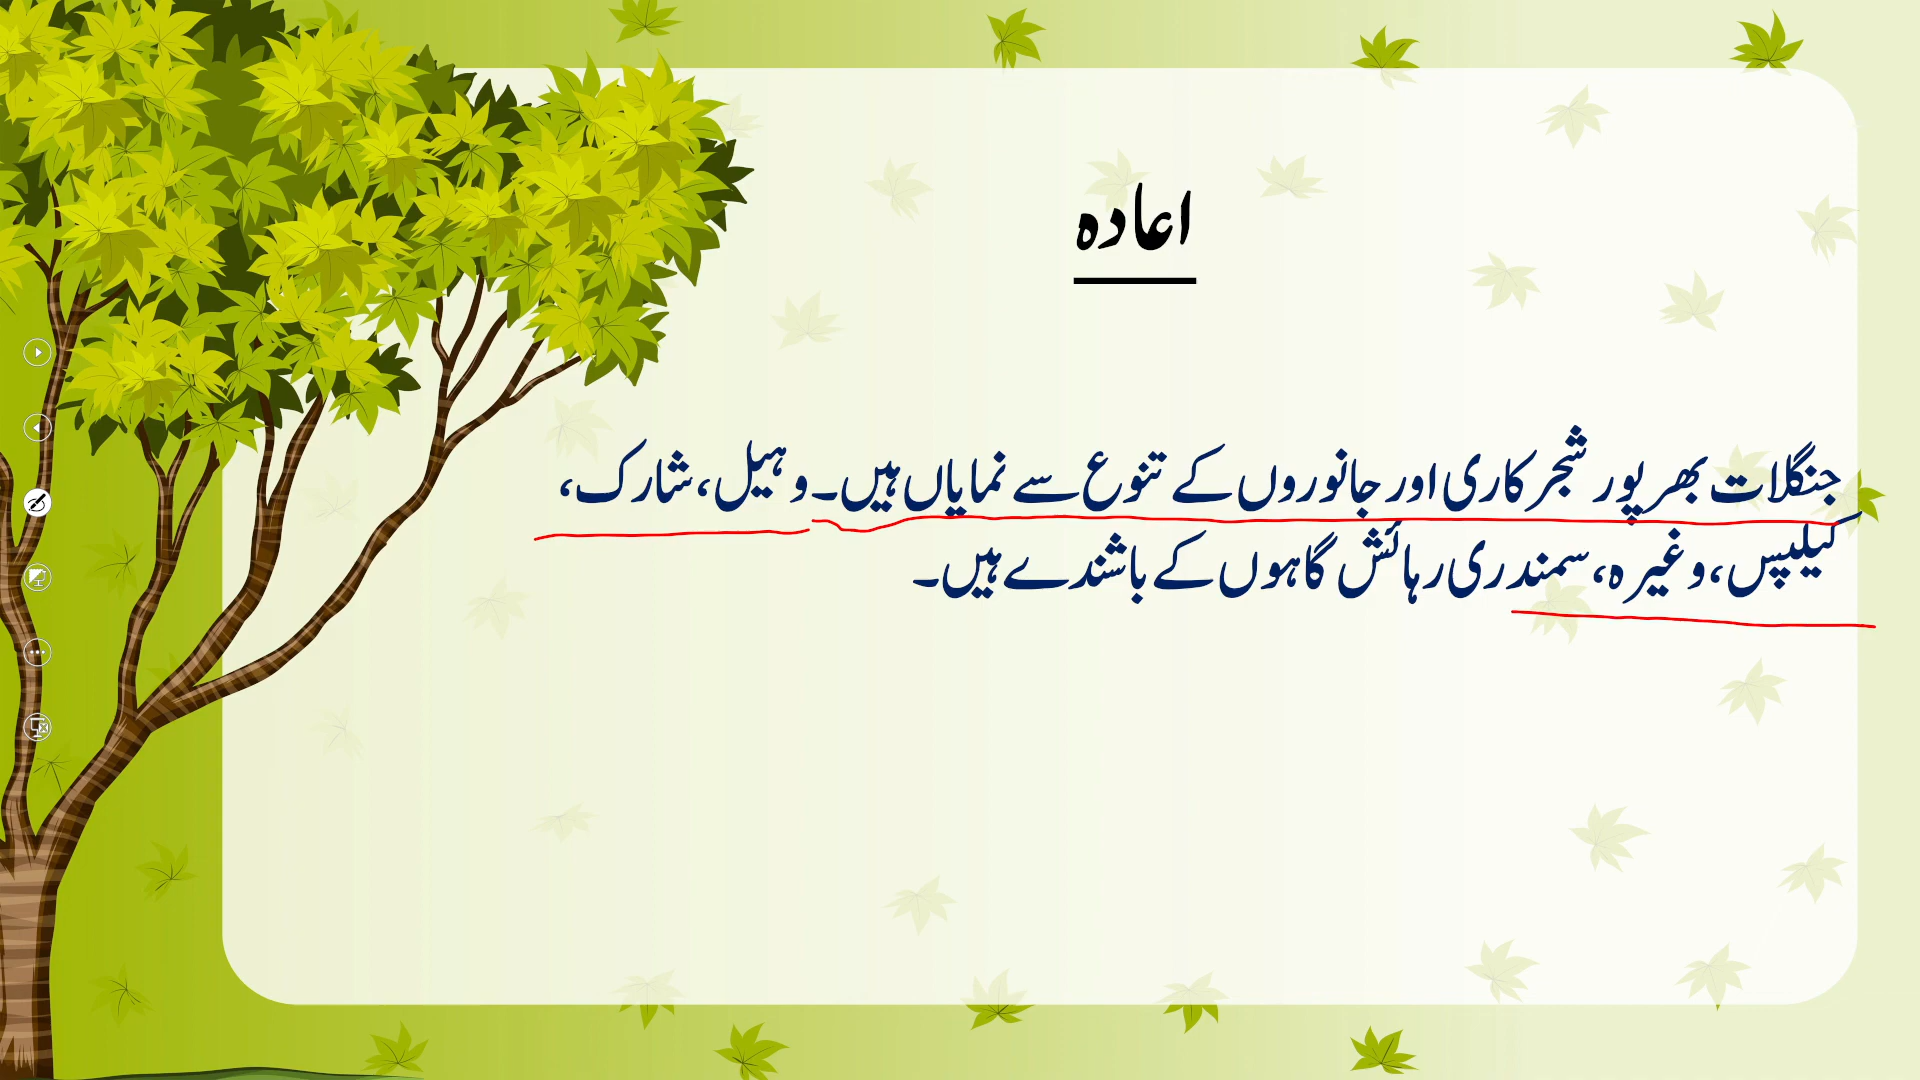 اعادہ
جنگلات بھرپور شجرکاری اور جانوروں کے تنوع سے نمایاں ہیں۔ وہیل، شارک،
کیلیپس، وغیرہ، سمندری رہائش گاہوں کے باشندے ہیں۔